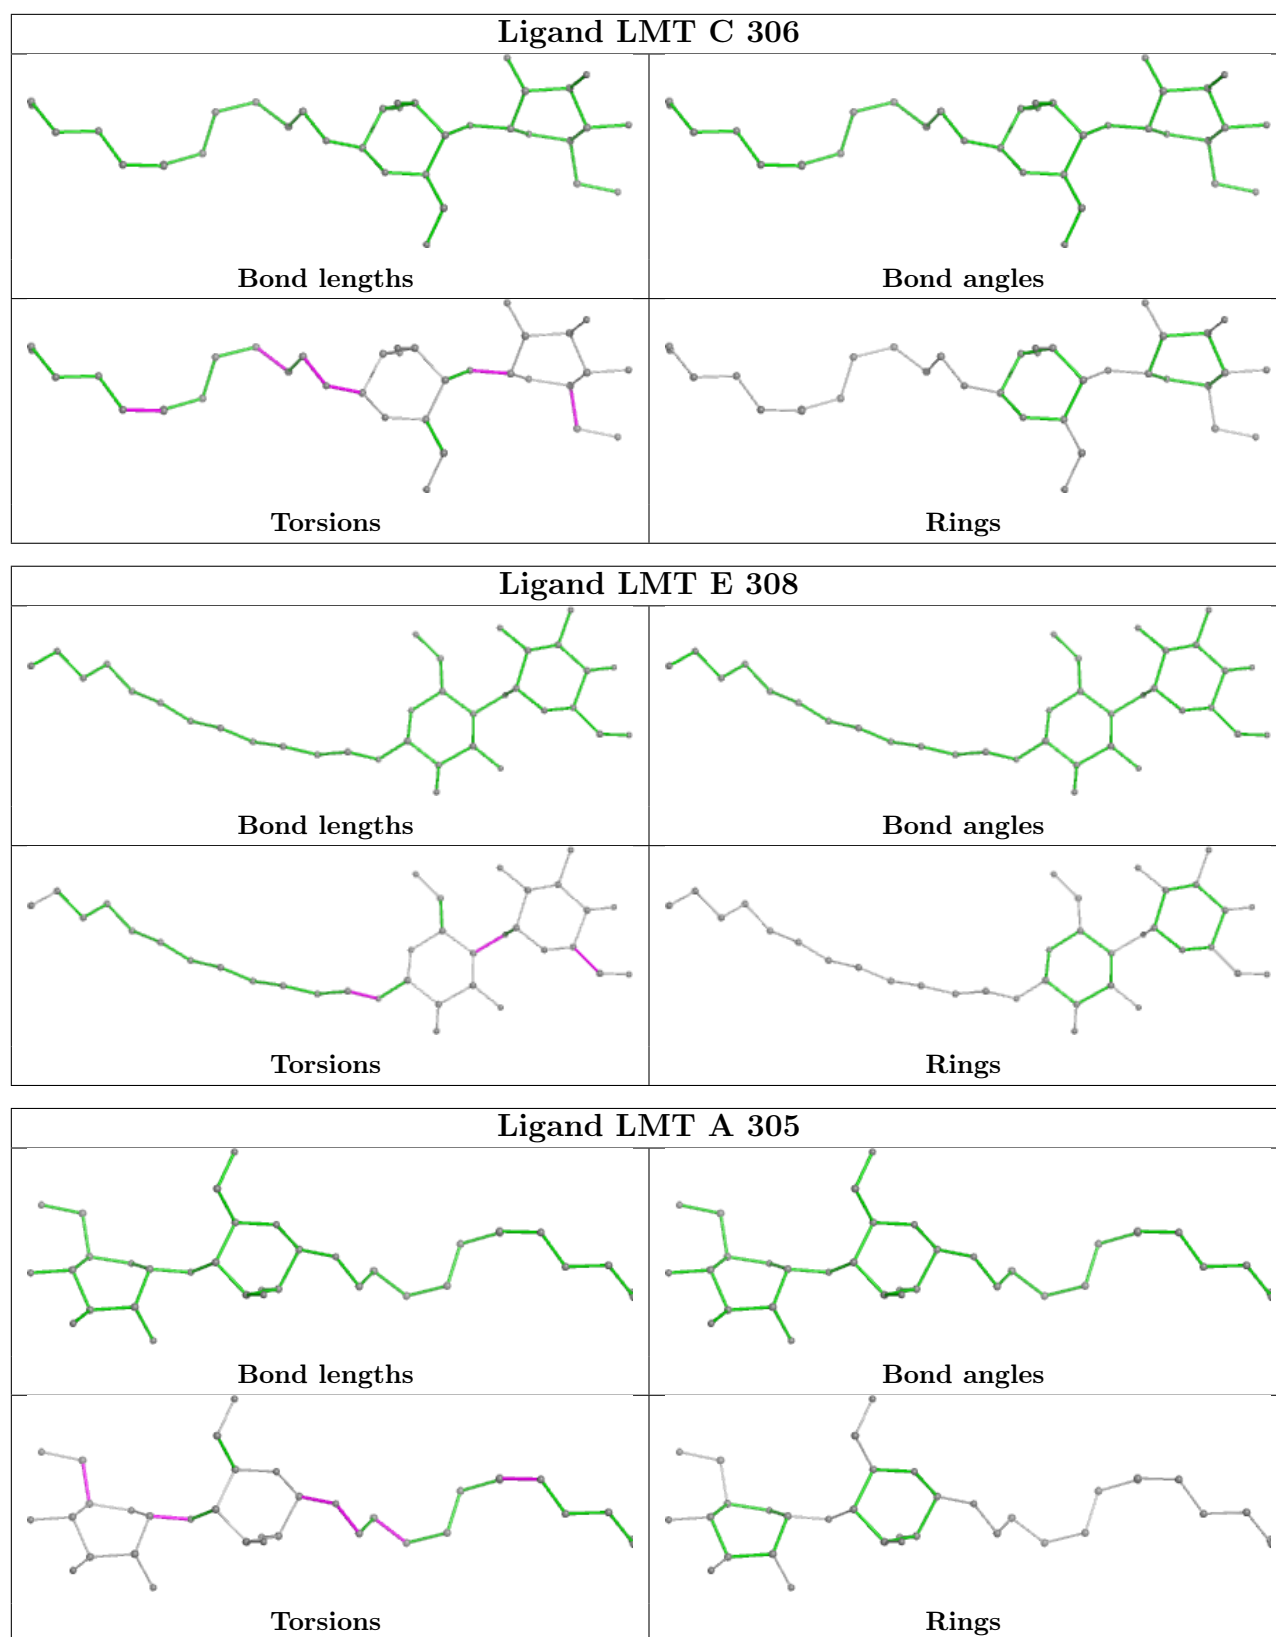 Ligand LMT C 306
Bond lengths
Bond angles
Torsions
Rings
Ligand LMT E 308
Bond lengths
Bond angles
Torsions
Rings
Ligand LMT A 305
Bond lengths
Bond angles
Torsions
Rings